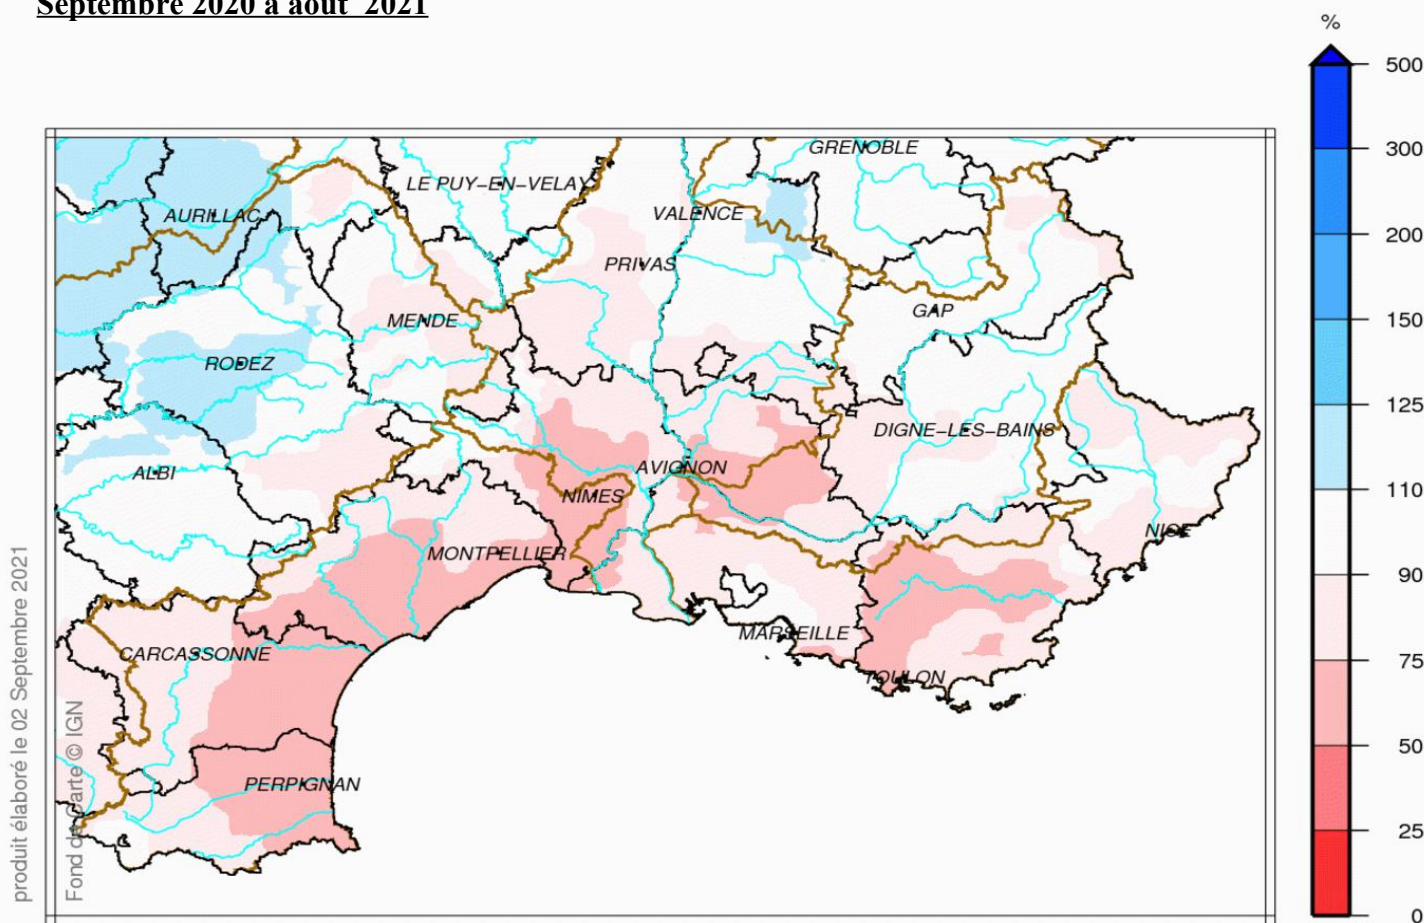 Septembre 2020 à août 2021
%
500
300
200
150
125
110
90
75
50
25
0
GRENOBLE
LE PUY-EN-VELAY
AURILLAC
VALENCE
PRIVAS
GAP
MENDE
RODEZ
DIGNE-LES-BAINS
AVIGNON
ALBI
NIMES
NICE
MONTPELLIER
MARSEILLE
CARCASSONNE
TOULON
PERPIGNAN
produit élaboré le 02 Septembre 2021
Fond de Carte © IGN